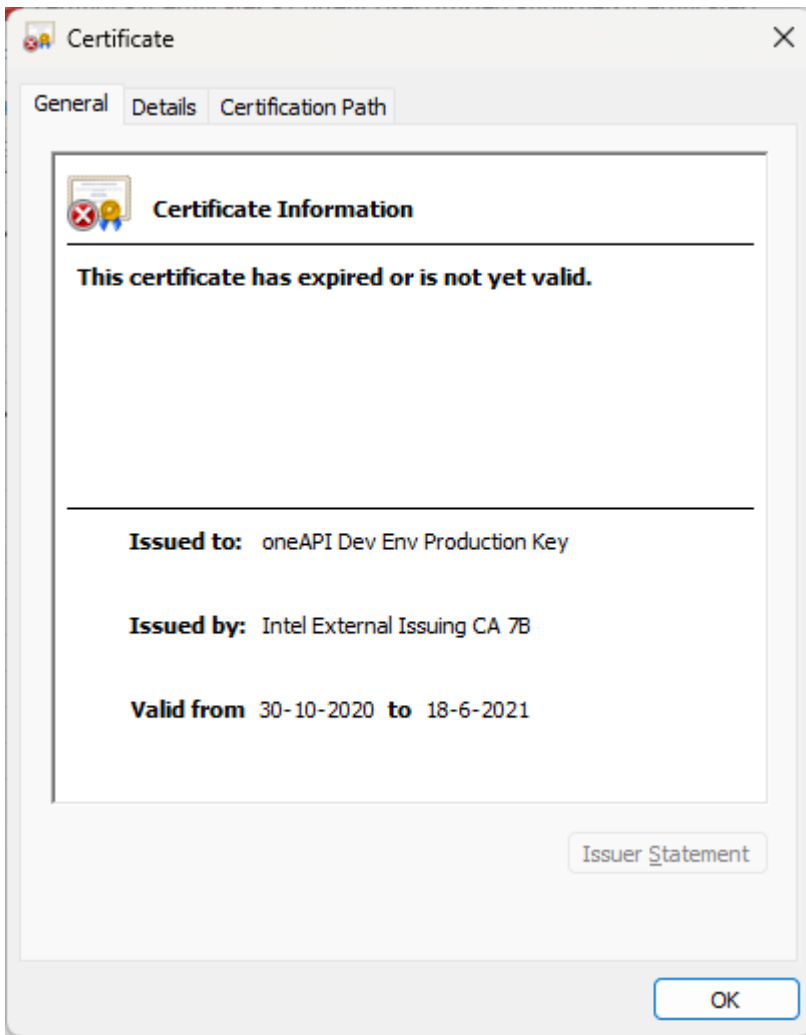 Certificate
General Details Certification Path
Certificate Information
This certificate has expired or is not yet valid.
Issued to: oneAPI Dev Env Production Key
Issued by: Intel External Issuing CA 7B
Valid from 30-10-2020 to 18-6-2021
Issuer Statement
OK